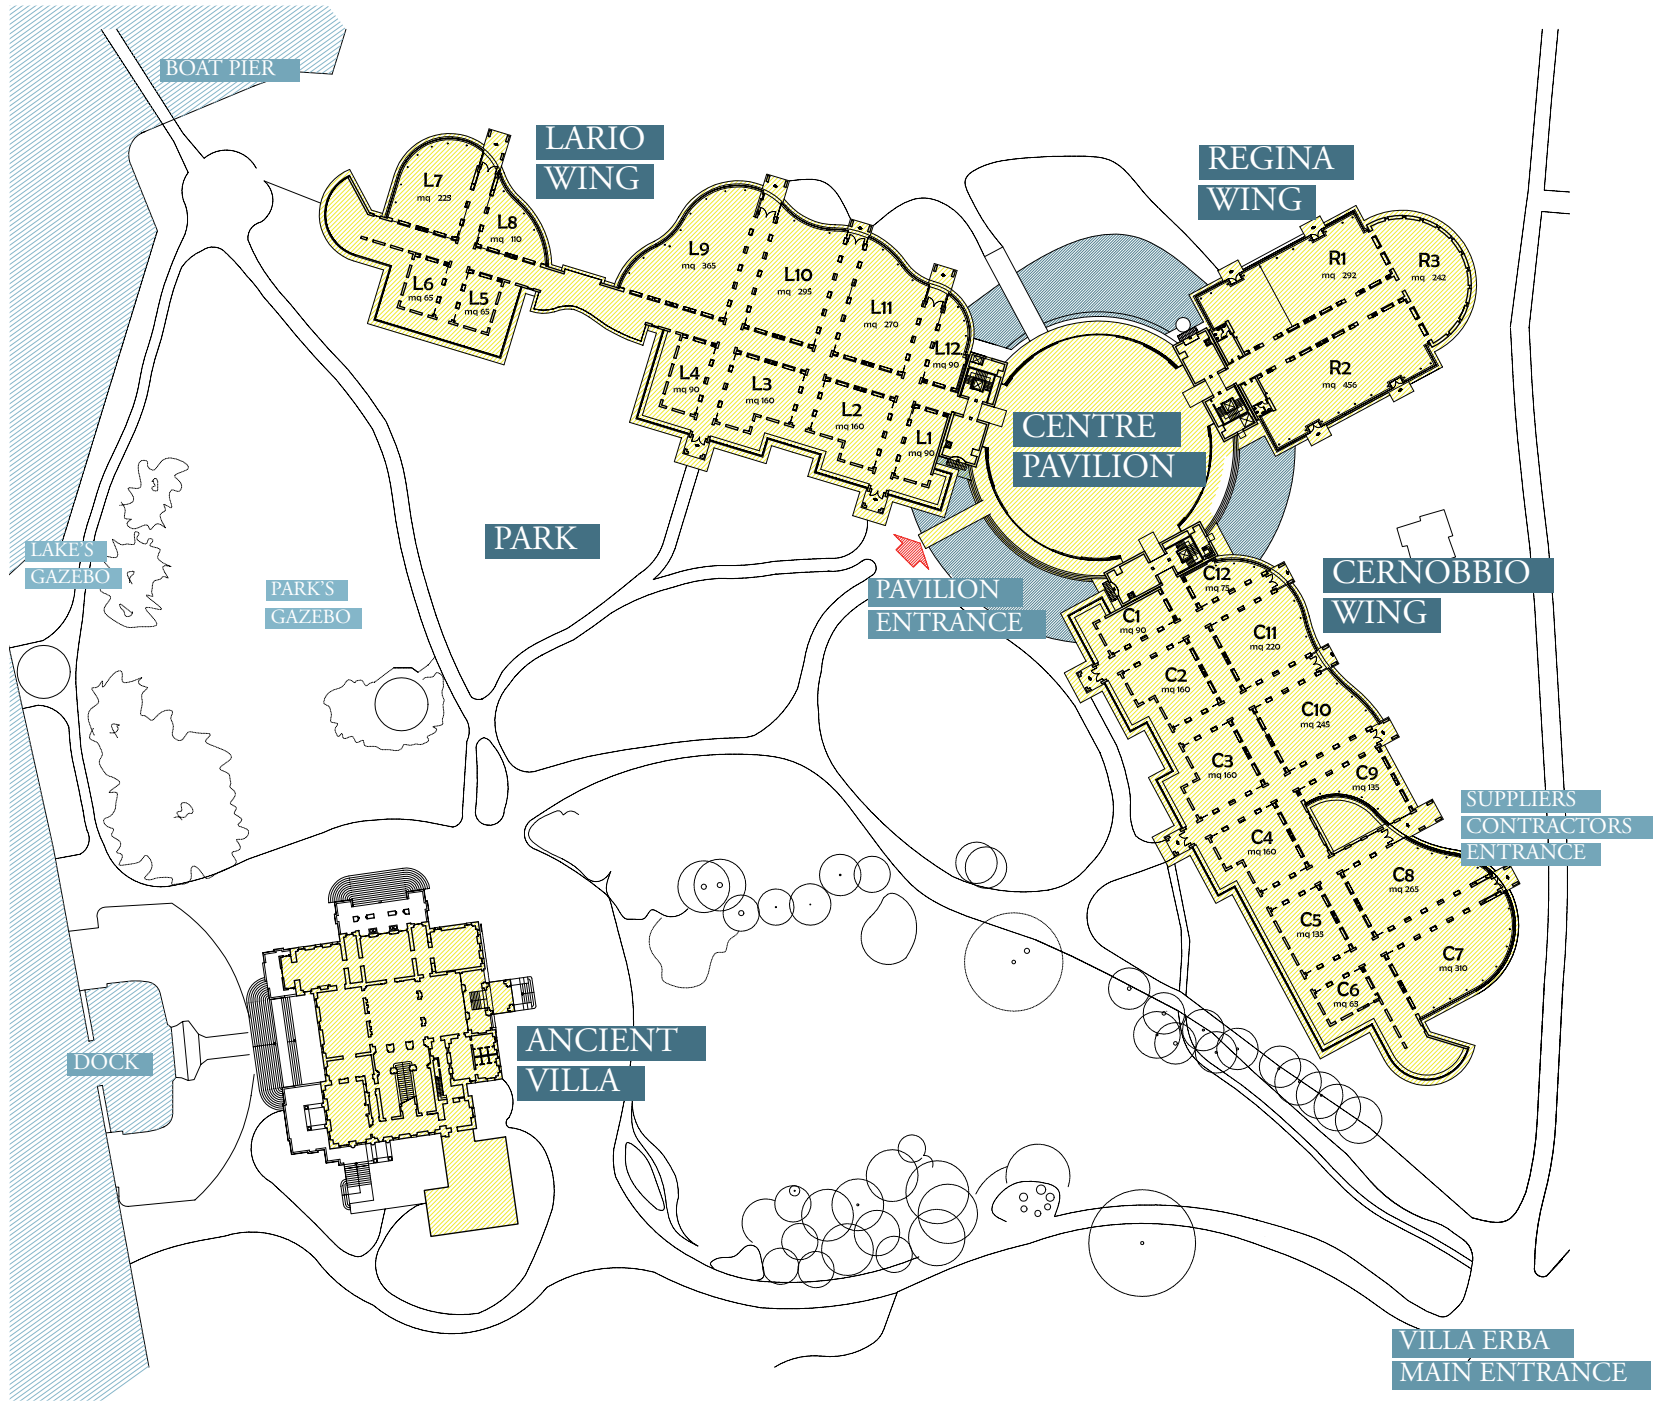 BOAT PIER
LARIO
WING
REGINA
WING
L7
mq 223
L8
mq 110
L6
mq 65
L5
mq 65
L9
mq 365
L10
mq 295
L11
mq 270
L12
mq 90
L4
mq 90
L3
mq 160
L2
mq 160
L1
mq 90
R1
mq 292
R3
mq 242
R2
mq 456
CENTRE
PAVILION
PARK
LAKE'S
GAZEBO
PARK'S
GAZEBO
PAVILION
ENTRANCE
CERNOBBIO
WING
C12
mq 75
C1
mq 90
C11
mq 220
C2
mq 160
C10
mq 245
C3
mq 160
C9
mq 135
SUPPLIERS
CONTRACTORS
ENTRANCE
C4
mq 160
C8
mq 265
C5
mq 135
C7
mq 310
C6
mq 63
ANCIENT
VILLA
DOCK
VILLA ERBA
MAIN ENTRANCE